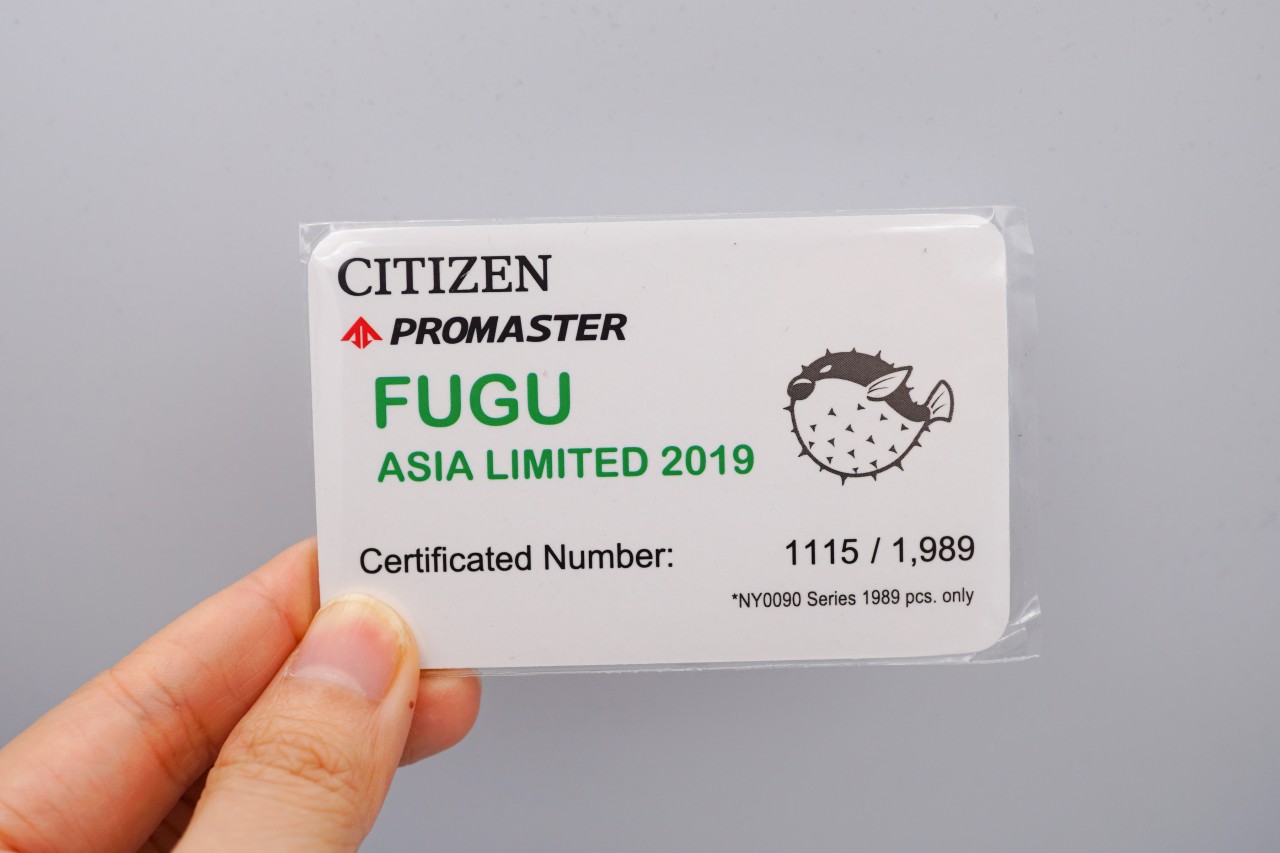 CITIZEN
PROMASTER
FUGU
ASIA LIMITED 2019
Certificated Number: 1115 / 1,989
*NY0090 Series 1989 pcs. only